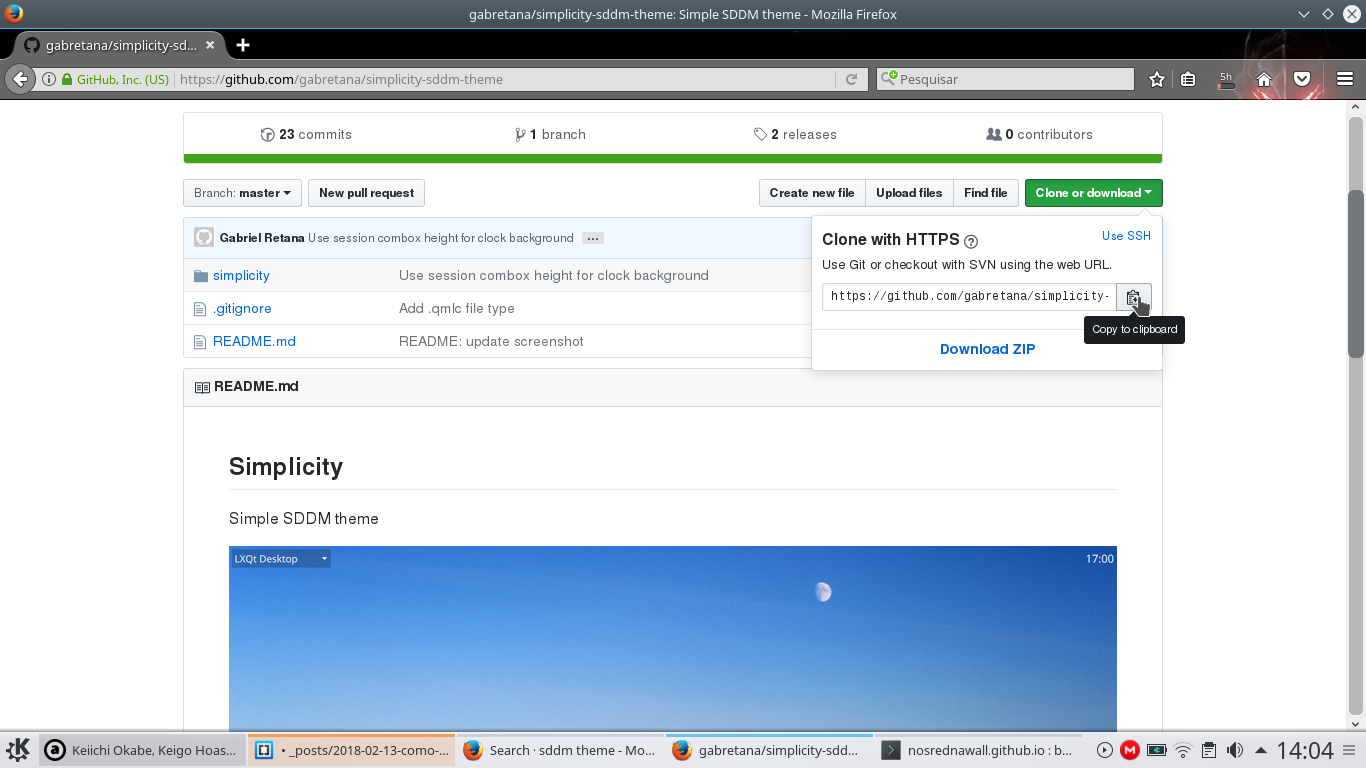 gabretana/simplicity-sddm-theme: Simple SDDM theme - Mozilla Firefox
gabretana/simplicity-sd...
GitHub, Inc. (US) https://github.com/gabretana/simplicity-sddm-theme
Pesquisar
5h
23 commits 1 branch 2 releases 0 contributors
Branch: master New pull request Create new file Upload files Find file Clone or download
Gabriel Retana Use session combox height for clock background ...
simplicity Use session combox height for clock background
.gitignore Add .qmlc file type
README.md README: update screenshot
Clone with HTTPS ? Use SSH
Use Git or checkout with SVN using the web URL.
https://github.com/gabretana/simplicity-
Copy to clipboard
Download ZIP
README.md
Simplicity
Simple SDDM theme
LXQt Desktop 17:00
Keiichi Okabe, Keigo Hoas... • _posts/2018-02-13-como-... Search · sddm theme - Mo... gabretana/simplicity-sdd... nosrednawall.github.io : b... M 14:04